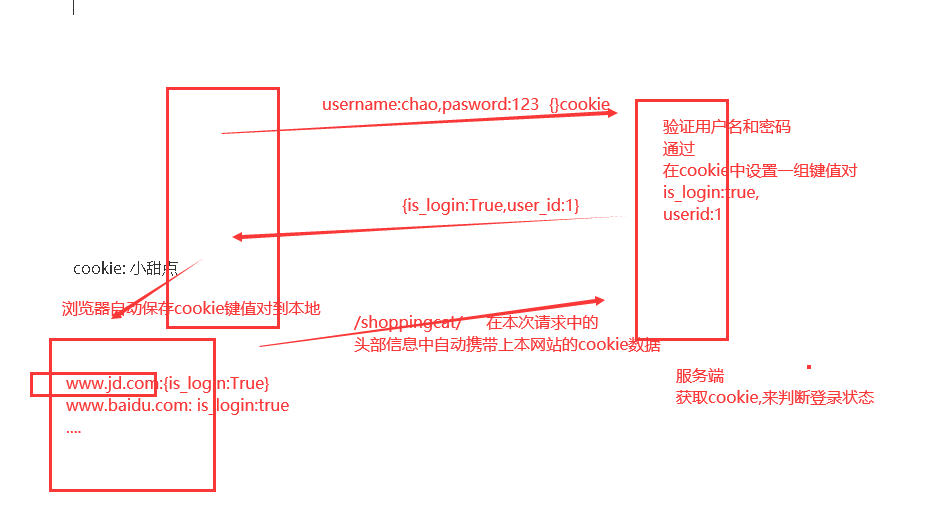 username:chao,pasword:123 {}cookie
验证用户名和密码
通过
在cookie中设置一组键值对
is_login:true,
userid:1
{is_login:True,user_id:1}
cookie: 小甜点
浏览器自动保存cookie键值对到本地
/shoppingcat/ 在本次请求中的
头部信息中自动携带上本网站的cookie数据
www.jd.com:{is_login:True}
www.baidu.com: is_login:true
....
服务端
获取cookie,来判断登录状态